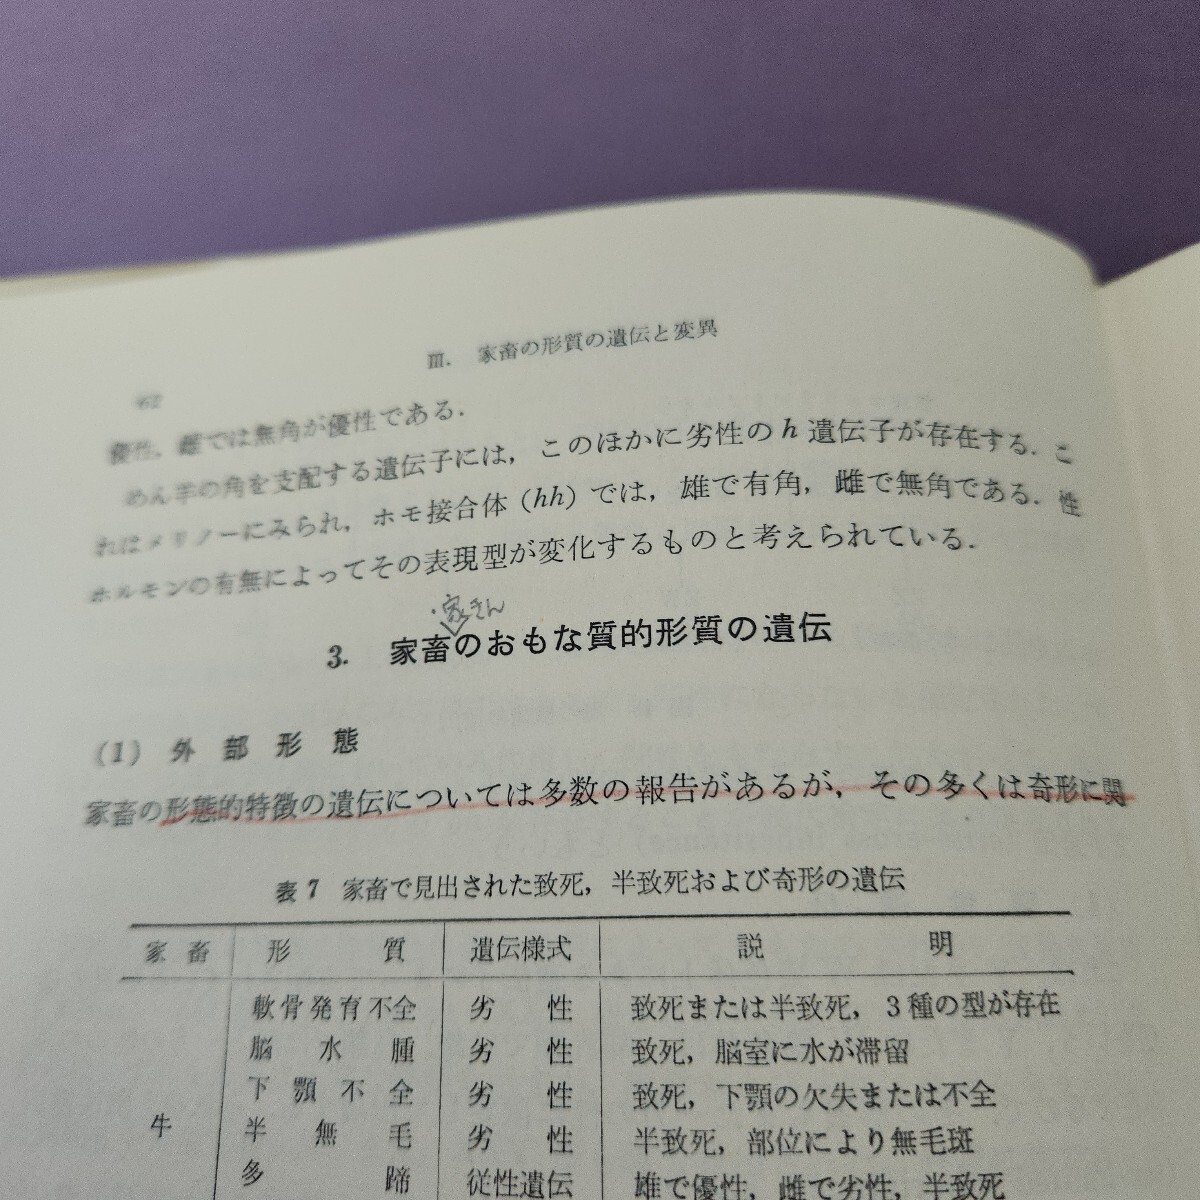 III. 家畜の形質の遺伝と変異
62
優性，雌では無角が優性である．
めん羊の角を支配する遺伝子には，このほかに劣性の h 遺伝子が存在する．こ
れはメリノーにみられ，ホモ接合体 (hh) では，雄で有角，雌で無角である．性
ホルモンの有無によってその表現型が変化するものと考えられている．
家きん
3. 家畜のおもな質的形質の遺伝
(1) 外部形態
家畜の形態的特徴の遺伝については多数の報告があるが，その多くは奇形に関
表7 家畜で見出された致死，半致死および奇形の遺伝
家畜 形質 遺伝様式 説明
軟骨発育不全 劣性 致死または半致死，3種の型が存在
脳水腫 劣性 致死，脳室に水が滞留
下顎不全 劣性 致死，下顎の欠失または不全
牛 半無毛 劣性 半致死，部位により無毛斑
多蹄 従性遺伝 雄で優性，雌で劣性，半致死